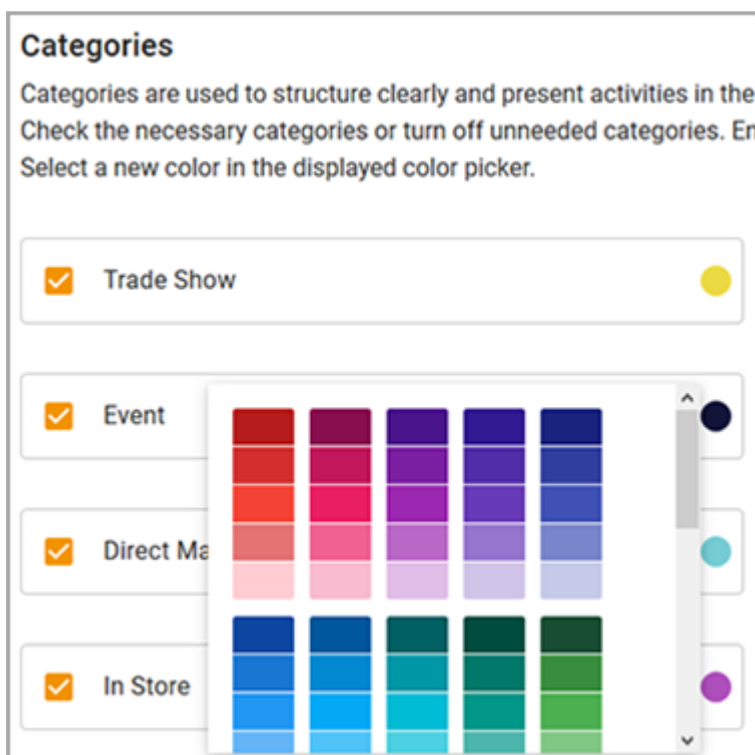 Categories
Categories are used to structure clearly and present activities in the
Check the necessary categories or turn off unneeded categories. En
Select a new color in the displayed color picker.
Trade Show
Event
Direct Ma
In Store